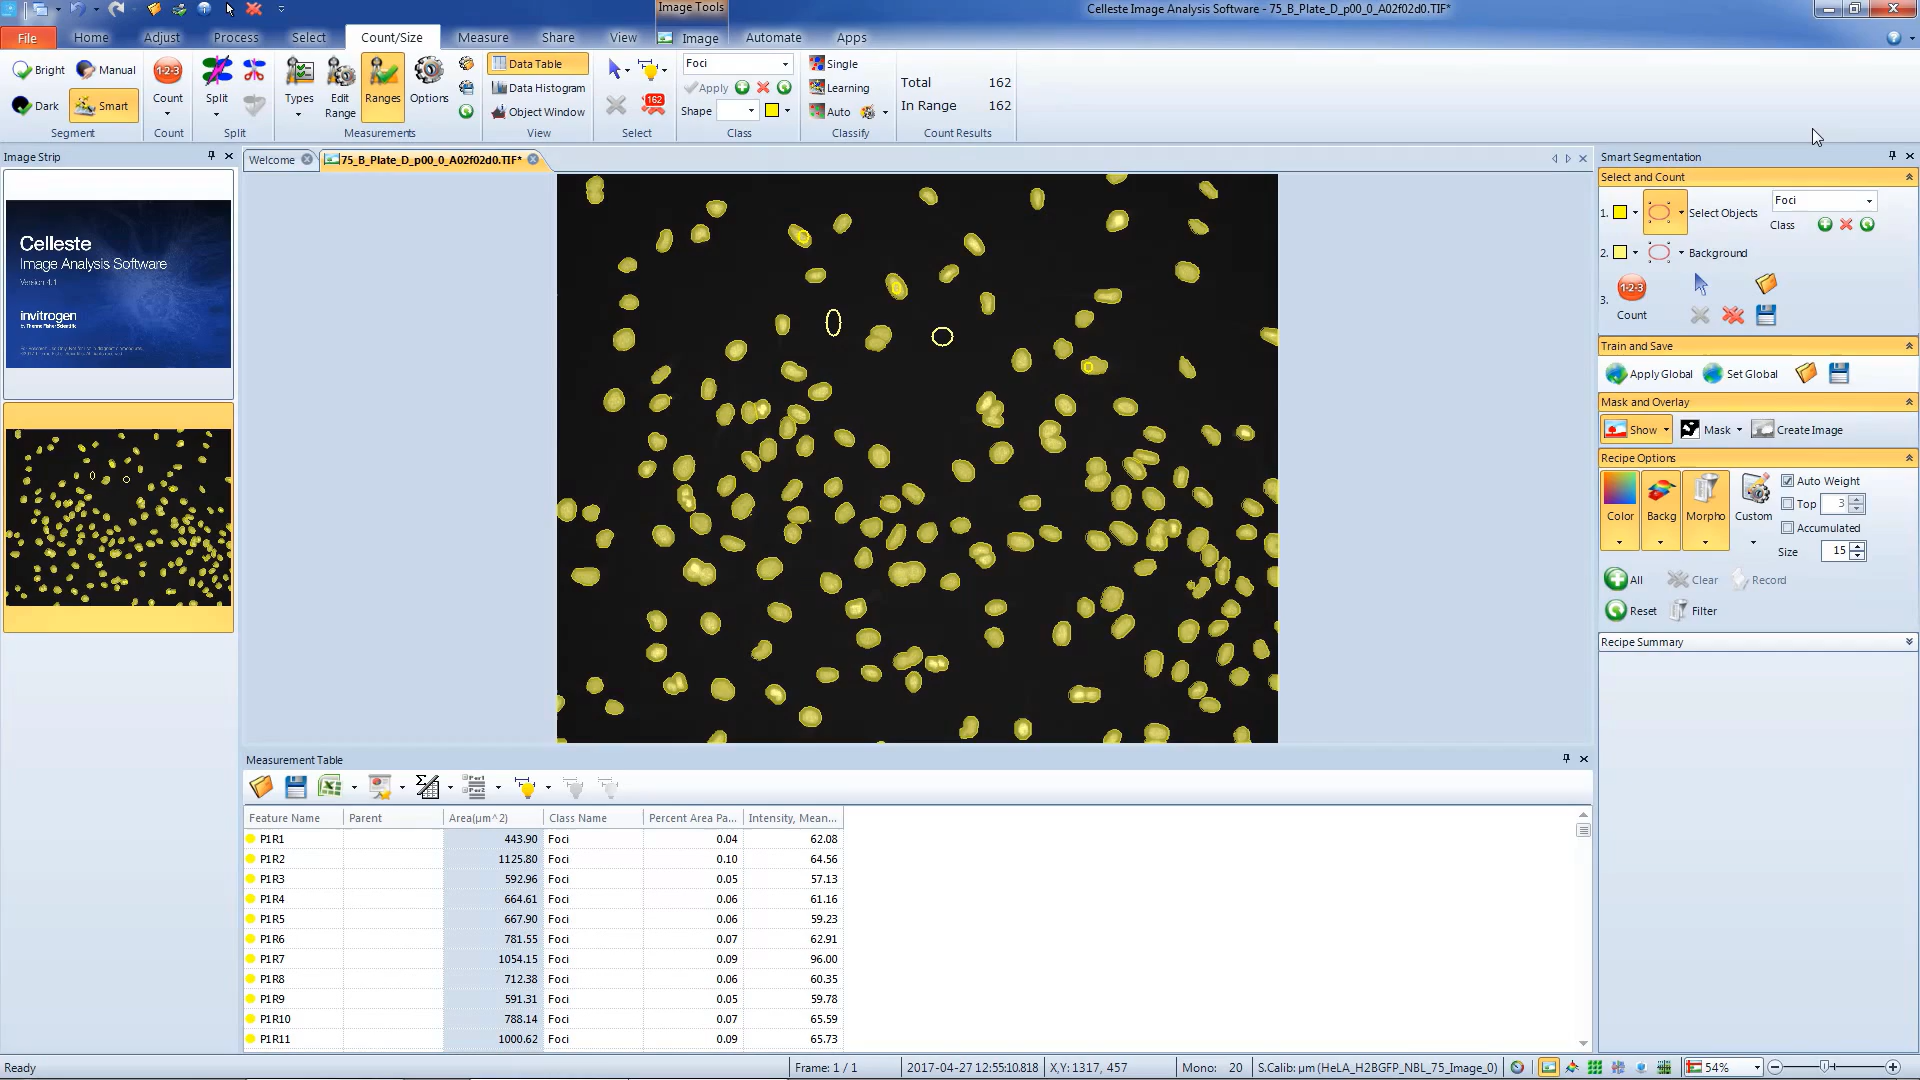 Image Tools
Celleste Image Analysis Software - 75_B_Plate_D_p00_0_A02f02d0.TIF*
File Home Adjust Process Select Count/Size Measure Share View Image Automate Apps
Bright Manual
Dark Smart
Segment
Count
Count
Split
Split
Types
Edit Range
Ranges
Options
Measurements
Data Table
Data Histogram
Object Window
View
162
Select
Foci
Apply
Shape
Class
Single
Learning
Auto
Classify
Total 162
In Range 162
Count Results
Image Strip
Celleste
Image Analysis Software
Version 4.1
invitrogen
Welcome
75_B_Plate_D_p00_0_A02f02d0.TIF*
Smart Segmentation
Select and Count
1. Select Objects
Foci
Class
2. Background
3. Count
1-2-3
Train and Save
Apply Global Set Global
Mask and Overlay
Show Mask Create Image
Recipe Options
Color Backg Morpho Custom
Auto Weight
Top 3
Accumulated
Size 15
All Clear Record
Reset Filter
Recipe Summary
Measurement Table
Feature Name Parent Area(µm^2) Class Name Percent Area Pa... Intensity, Mean...
P1R1 443.90 Foci 0.04 62.08
P1R2 1125.80 Foci 0.10 64.56
P1R3 592.96 Foci 0.05 57.13
P1R4 664.61 Foci 0.06 61.16
P1R5 667.90 Foci 0.06 59.23
P1R6 781.55 Foci 0.07 62.91
P1R7 1054.15 Foci 0.09 96.00
P1R8 712.38 Foci 0.06 60.35
P1R9 591.31 Foci 0.05 59.78
P1R10 788.14 Foci 0.07 65.59
P1R11 1000.62 Foci 0.09 65.73
Ready Frame: 1 / 1 2017-04-27 12:55:10.818 X,Y: 1317, 457 Mono: 20 S.Calib: µm (HeLA_H2BGFP_NBL_75_Image_0) 54%